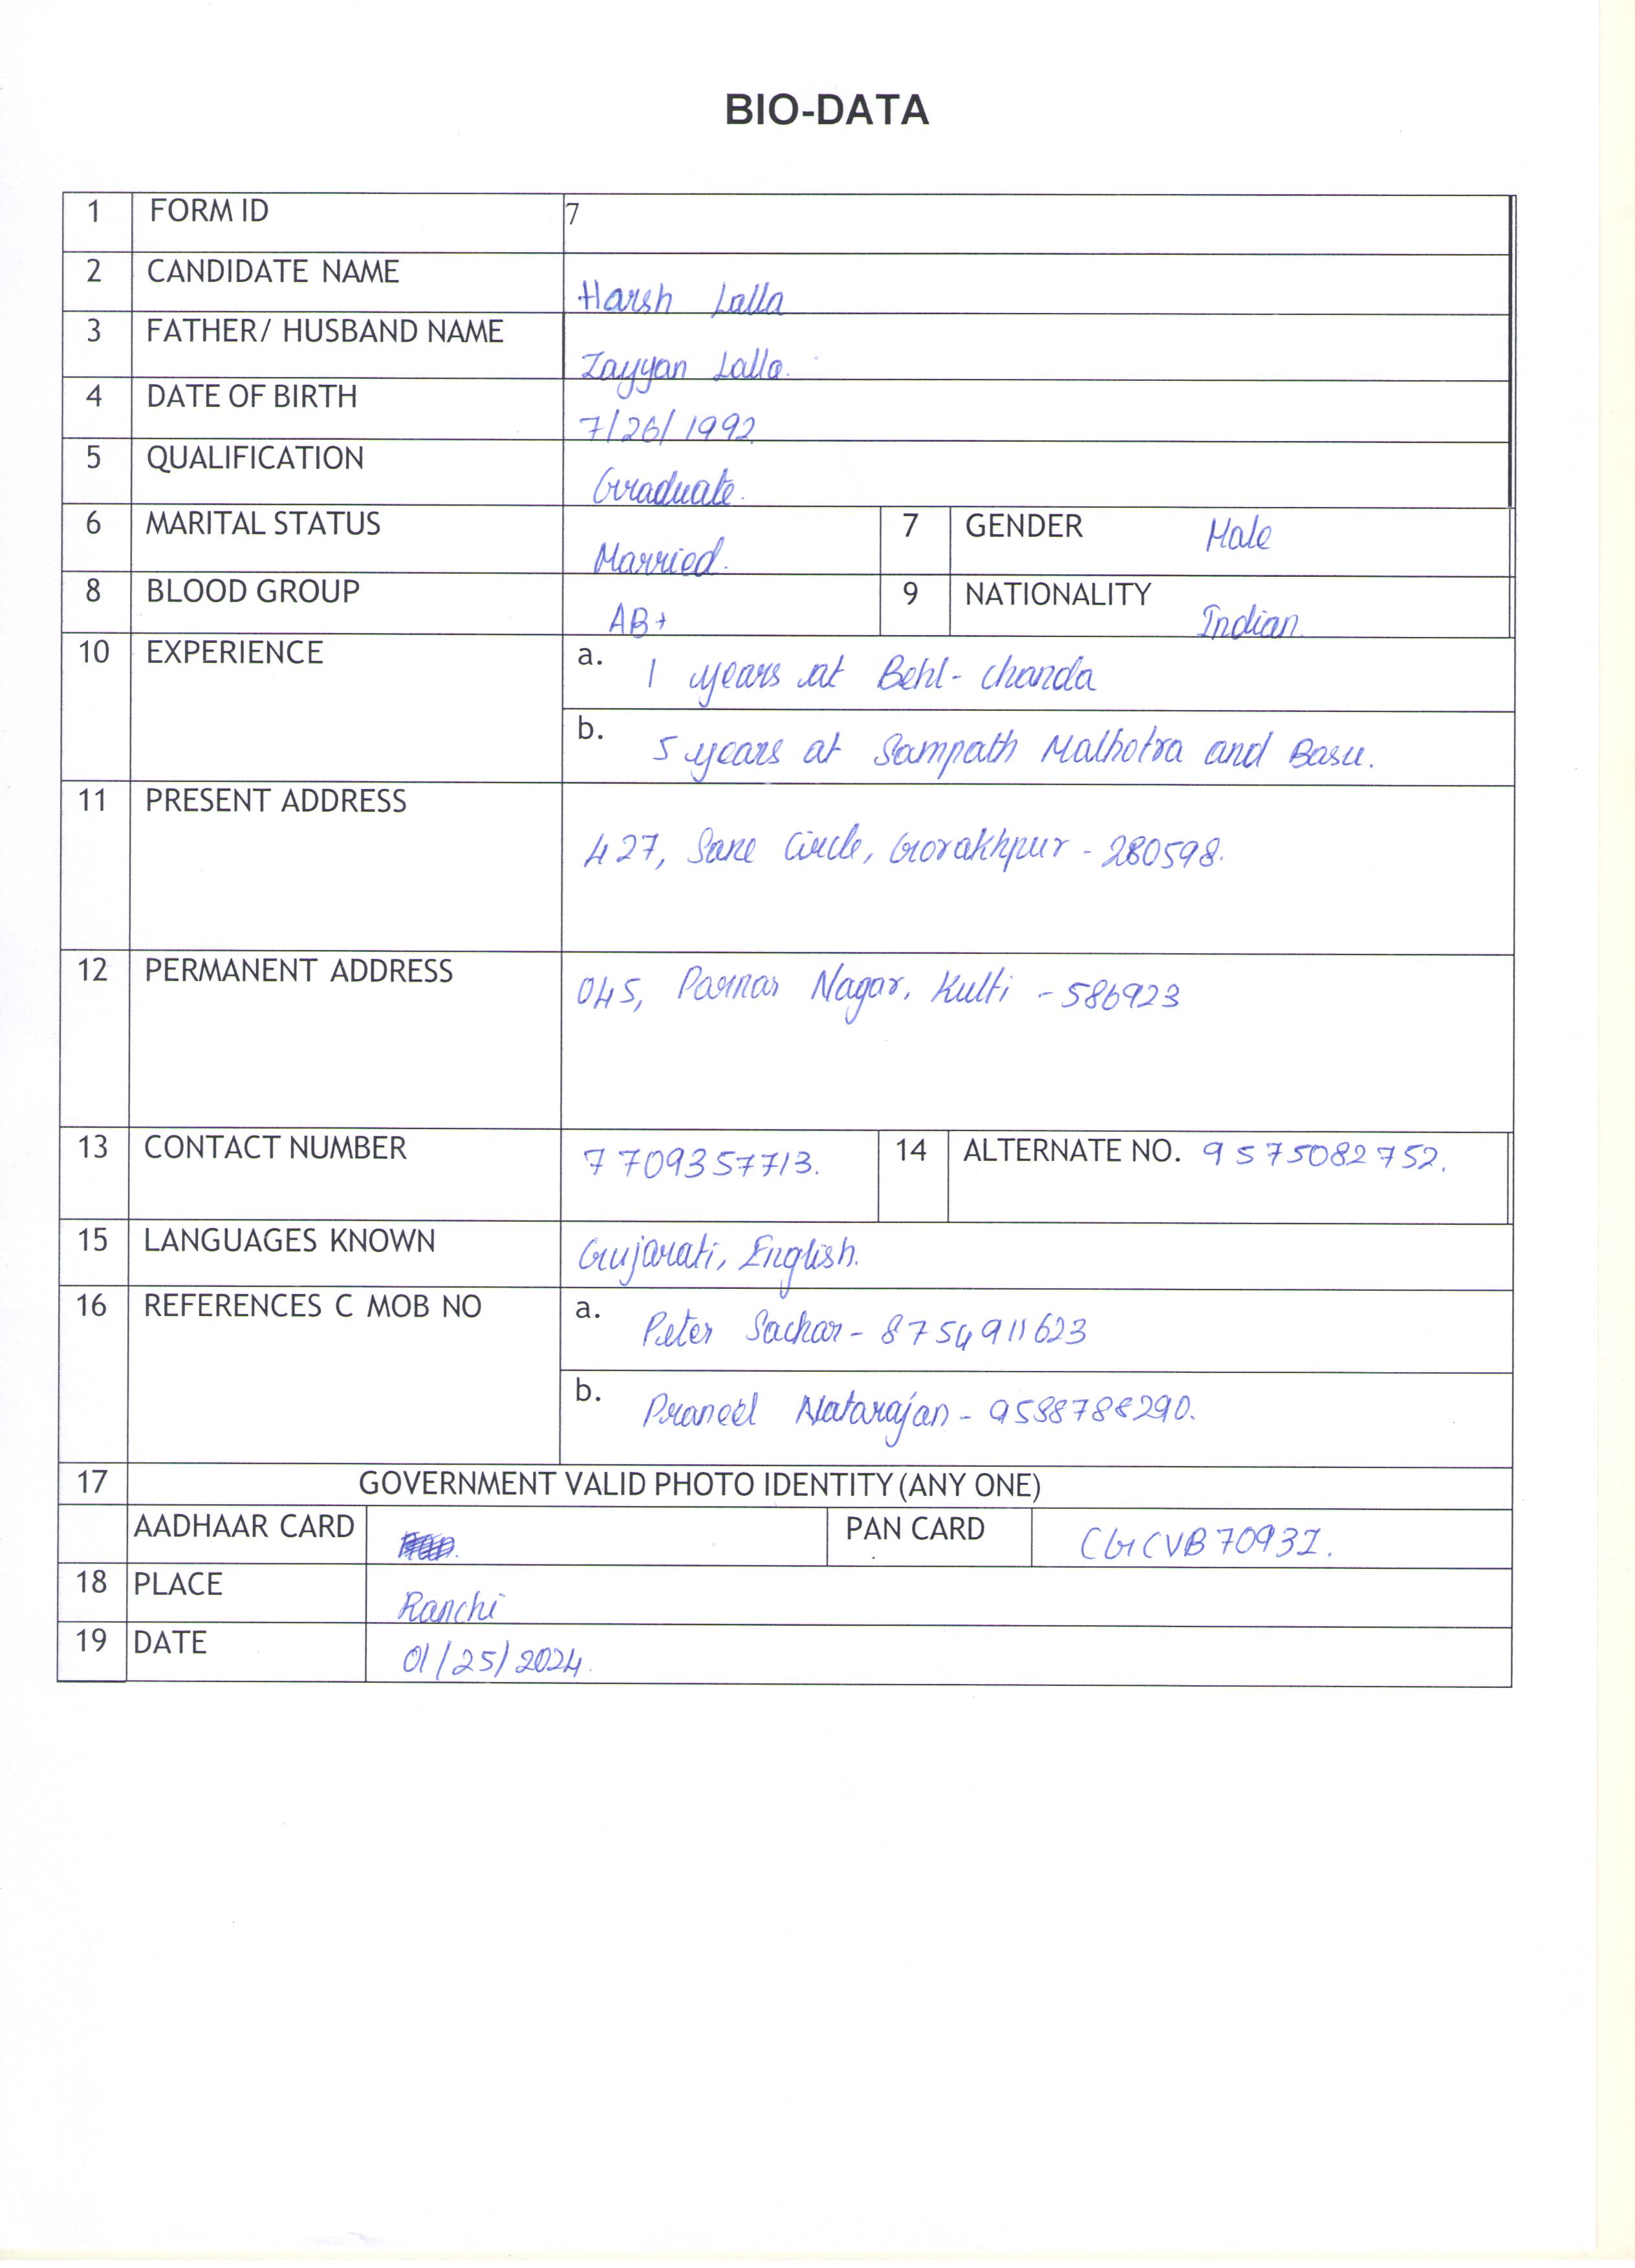 BIO-DATA
1 FORM ID 7
2 CANDIDATE NAME Harsh Lalla
3 FATHER/ HUSBAND NAME Zayyan Lalla.
4 DATE OF BIRTH 7/26/1992
5 QUALIFICATION Graduate.
6 MARITAL STATUS Married. 7 GENDER Male
8 BLOOD GROUP AB+ 9 NATIONALITY Indian
10 EXPERIENCE a. 1 years at Behl- chanda
b. 5 years at Sampath Malhotra and Basu.
11 PRESENT ADDRESS
427, Sane Circle, Gorakhpur - 280598.
12 PERMANENT ADDRESS 045, Parmar Nagar, Kulti - 586923
13 CONTACT NUMBER 7709357713. 14 ALTERNATE NO. 9575082752.
15 LANGUAGES KNOWN Gujarati, English.
16 REFERENCES C MOB NO a. Peter Sachar - 8754911623
b. Praneel Natarajan - 9588788290.
17 GOVERNMENT VALID PHOTO IDENTITY (ANY ONE)
AADHAAR CARD PAN CARD CGCVB7093I.
18 PLACE Ranchi
19 DATE 01/25/2024.